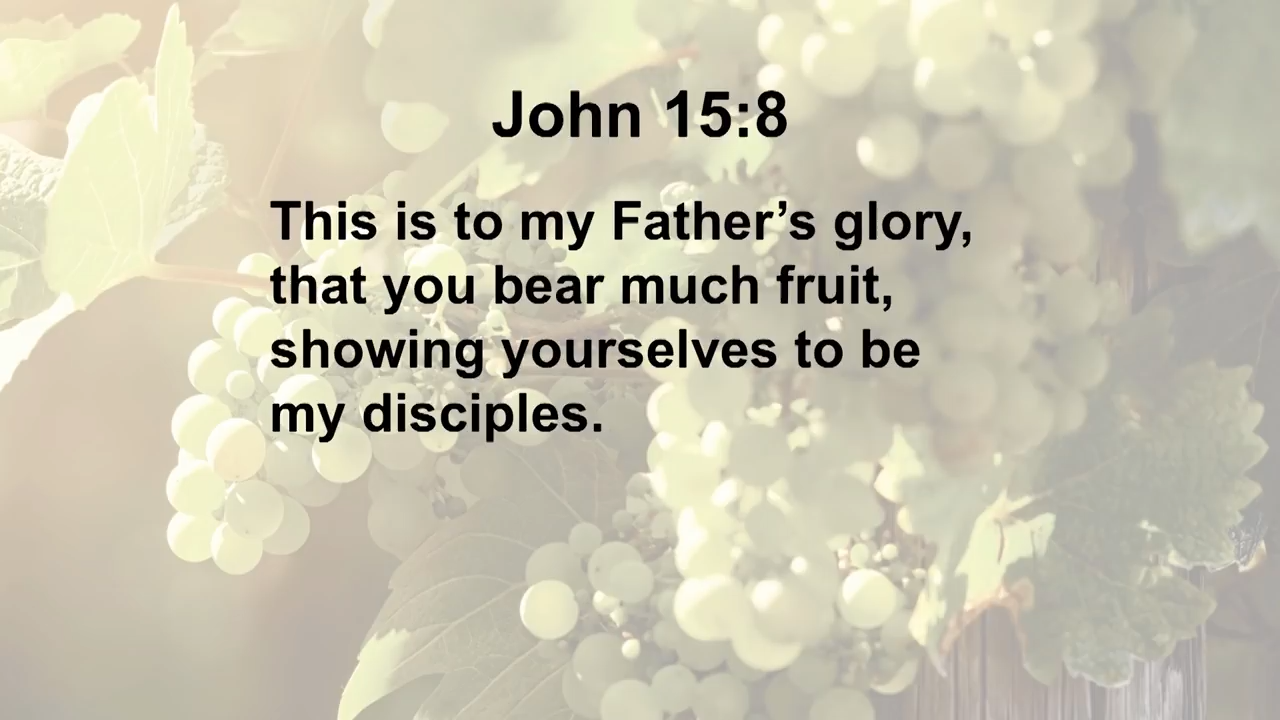 John 15:8
This is to my Father’s glory,
that you bear much fruit,
showing yourselves to be
my disciples.